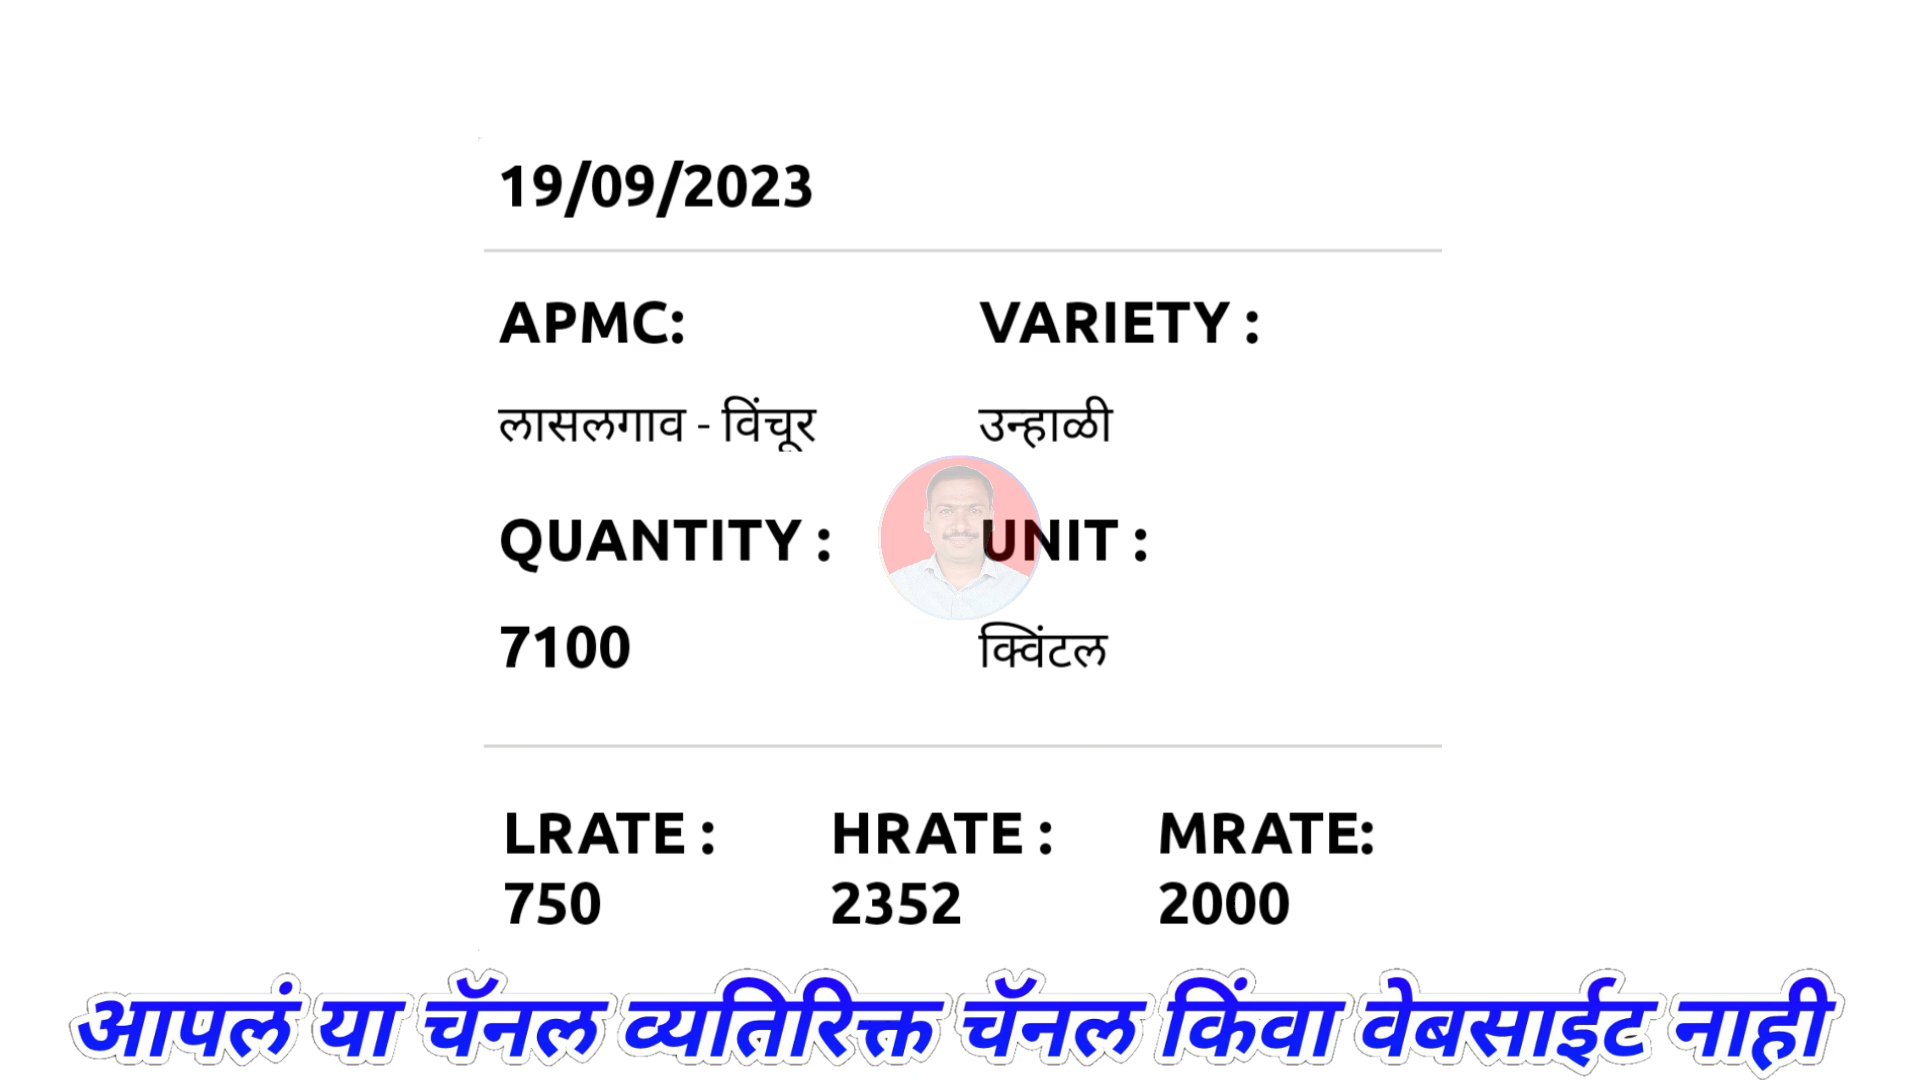 19/09/2023
APMC: VARIETY :
लासलगाव - विंचूर उन्हाळी
QUANTITY : UNIT :
7100 क्विंटल
LRATE : HRATE : MRATE:
750 2352 2000
आपलं या चॅनल व्यतिरिक्त चॅनल किंवा वेबसाईट नाही